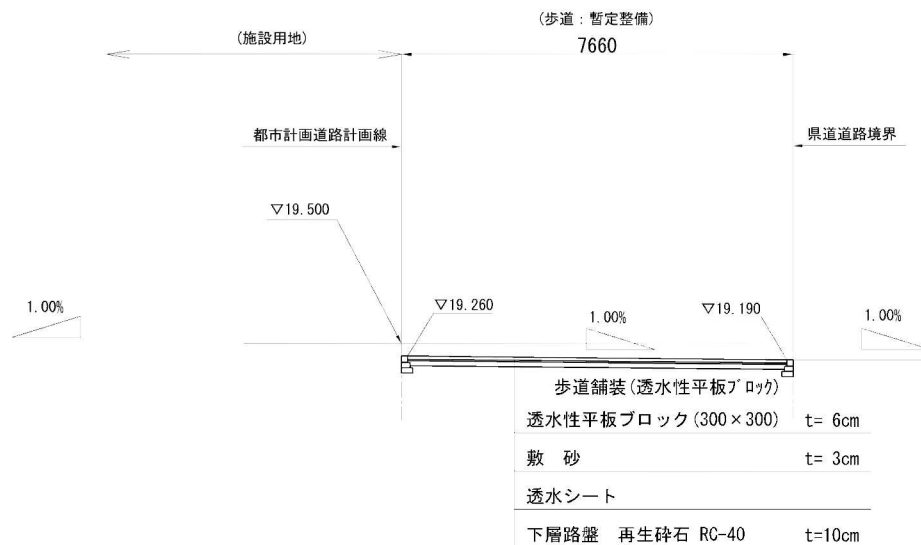 (歩道：暫定整備)
(施設用地)
7660
都市計画道路計画線
県道道路境界
▽19.500
1.00%
▽19.260
1.00%
▽19.190
1.00%
歩道舗装(透水性平板ﾌﾞﾛｯｸ)
透水性平板ブロック(300×300) t= 6cm
敷 砂 t= 3cm
透水シート
下層路盤 再生砕石 RC-40 t=10cm